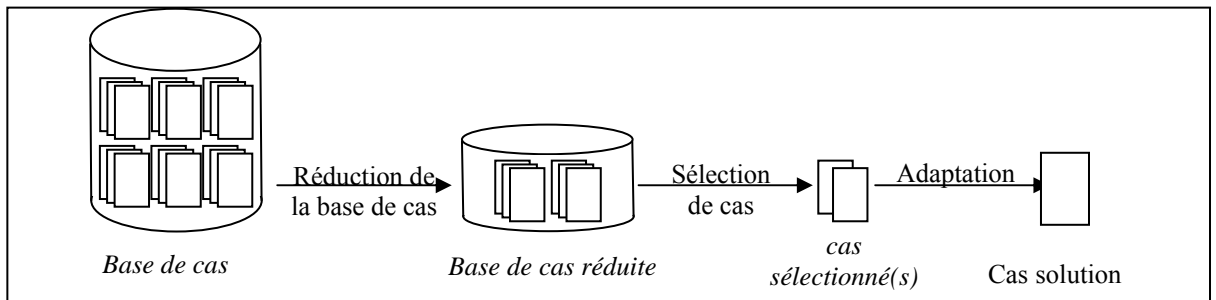 Réduction de
la base de cas
Sélection
de cas
Adaptation
Base de cas
Base de cas réduite
cas
sélectionné(s)
Cas solution